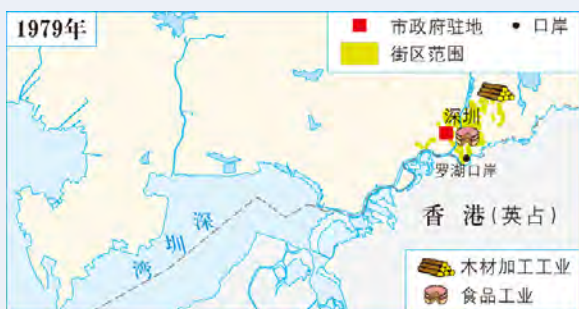 1979年
市政府驻地
口岸
街区范围
深圳
罗湖口岸
香港(英占)
深圳湾
木材加工工业
食品工业